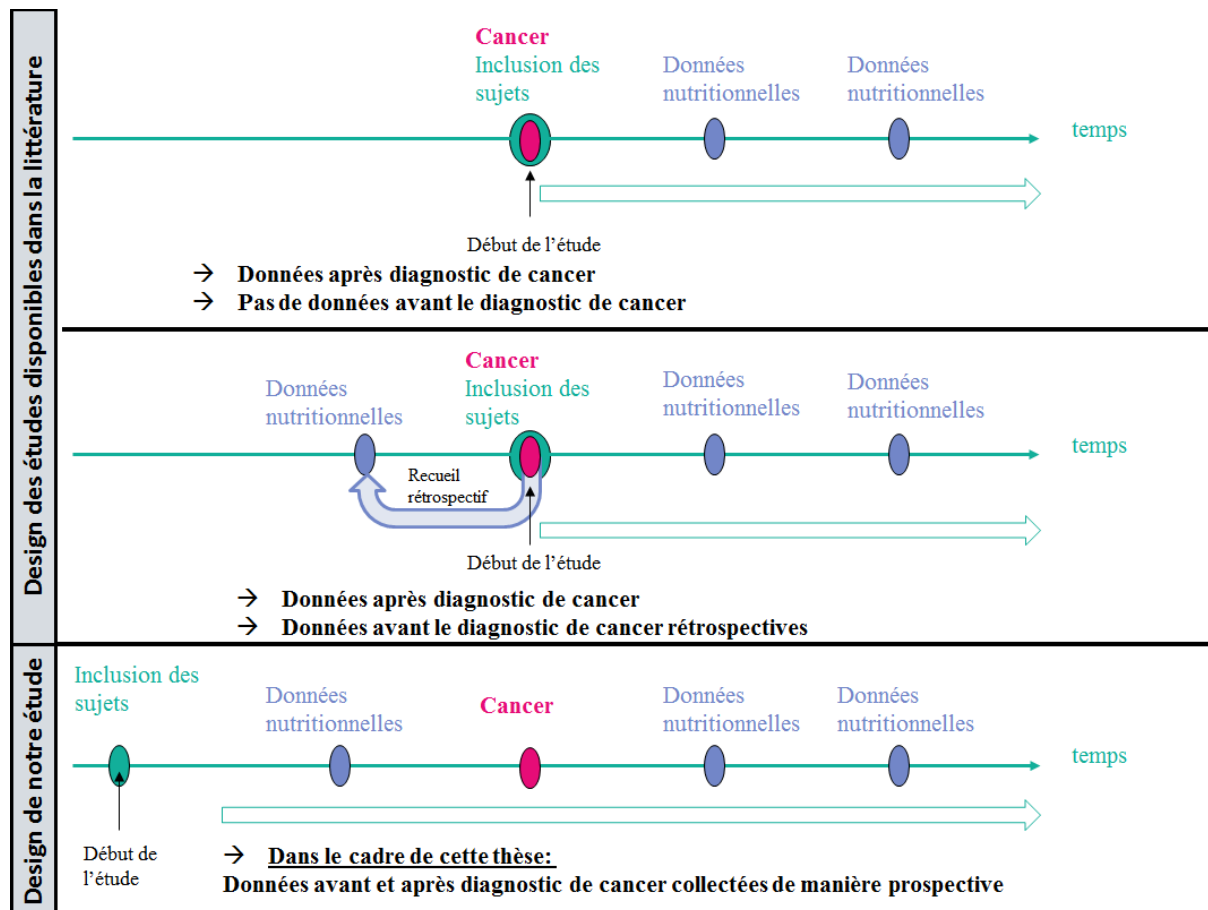 Design des études disponibles dans la littérature
Cancer
Inclusion des
sujets
Données
nutritionnelles
Données
nutritionnelles
temps
Début de l'étude
→ Données après diagnostic de cancer
→ Pas de données avant le diagnostic de cancer
Données
nutritionnelles
Cancer
Inclusion des
sujets
Données
nutritionnelles
Données
nutritionnelles
temps
Recueil
rétrospectif
Début de l'étude
→ Données après diagnostic de cancer
→ Données avant le diagnostic de cancer rétrospectives
Design de notre étude
Inclusion des
sujets
Données
nutritionnelles
Cancer
Données
nutritionnelles
Données
nutritionnelles
temps
Début de
l'étude
→ Dans le cadre de cette thèse:
Données avant et après diagnostic de cancer collectées de manière prospective